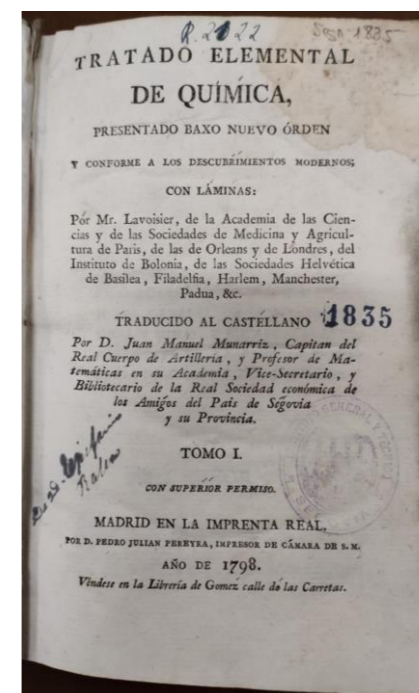 R. 2022
1835
TRATADO ELEMENTAL
DE QUÍMICA,
PRESENTADO BAXO NUEVO ÓRDEN
Y CONFORME A LOS DESCUBRIMIENTOS MODERNOS;
CON LÁMINAS:
Por Mr. Lavoisier, de la Academia de las Cien-
cias y de las Sociedades de Medicina y Agricul-
tura de Paris, de las de Orleans y de Londres, del
Instituto de Bolonia, de las Sociedades Helvética
de Basilea, Filadelfia, Harlem, Manchester,
Padua, &c.
TRADUCIDO AL CASTELLANO 1835
Por D. Juan Manuel Munarriz, Capitan del
Real Cuerpo de Artillería, y Profesor de Ma-
temáticas en su Academia, Vice-Secretario, y
Bibliotecario de la Real Sociedad económica de
los Amigos del Pais de Segovia
y su Provincia.
TOMO I.
CON SUPERIOR PERMISO.
MADRID EN LA IMPRENTA REAL,
POR D. PEDRO JULIAN PEREYRA, IMPRESOR DE CÁMARA DE S. M.
AÑO DE 1798.
Véndese en la Librería de Gomez calle de las Carretas.